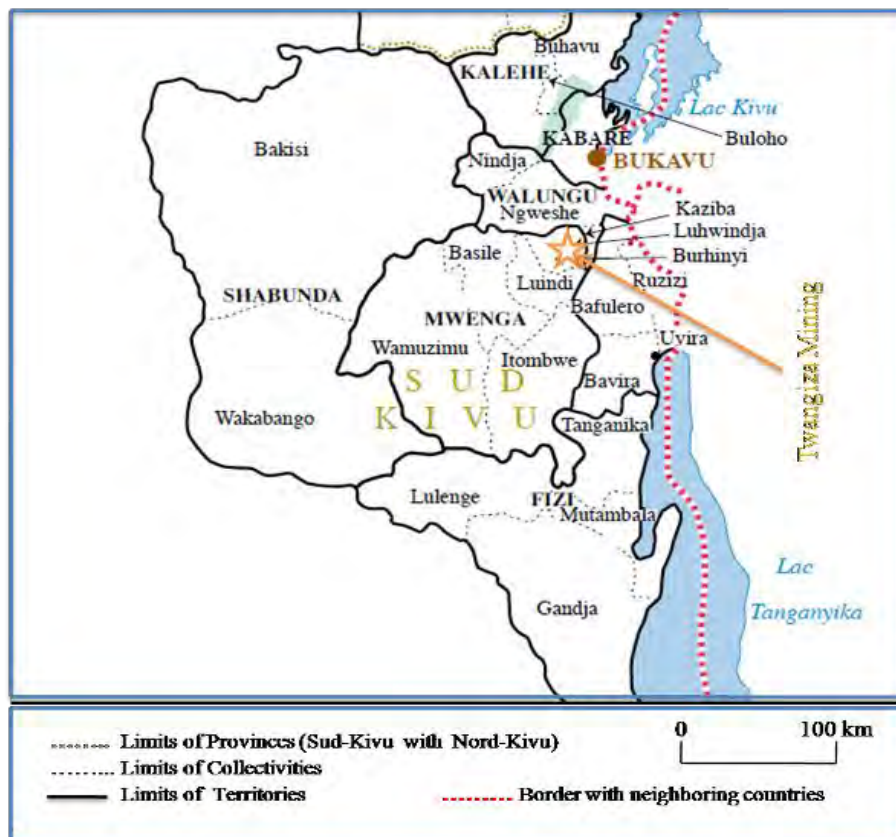 Buhavu
KALEHE
Lac Kivu
Bakisi
KABARE
Buloho
Nindja
BUKAVU
WALUNGU
Ngweshe
Kaziba
Luhwindja
Basile
Burhinyi
Luindi
Ruzizi
SHABUNDA
Bafulero
MWENGA
Uvira
Wamuzimu
Itombwe
SUD
Bavira
KIVU
Wakabango
Tanganika
Twangiza Mining
Lulenge
FIZI
Mutambala
Lac
Tanganyika
Gandja
0 100 km
Limits of Provinces (Sud-Kivu with Nord-Kivu)
Limits of Collectivities
Limits of Territories
Border with neighboring countries